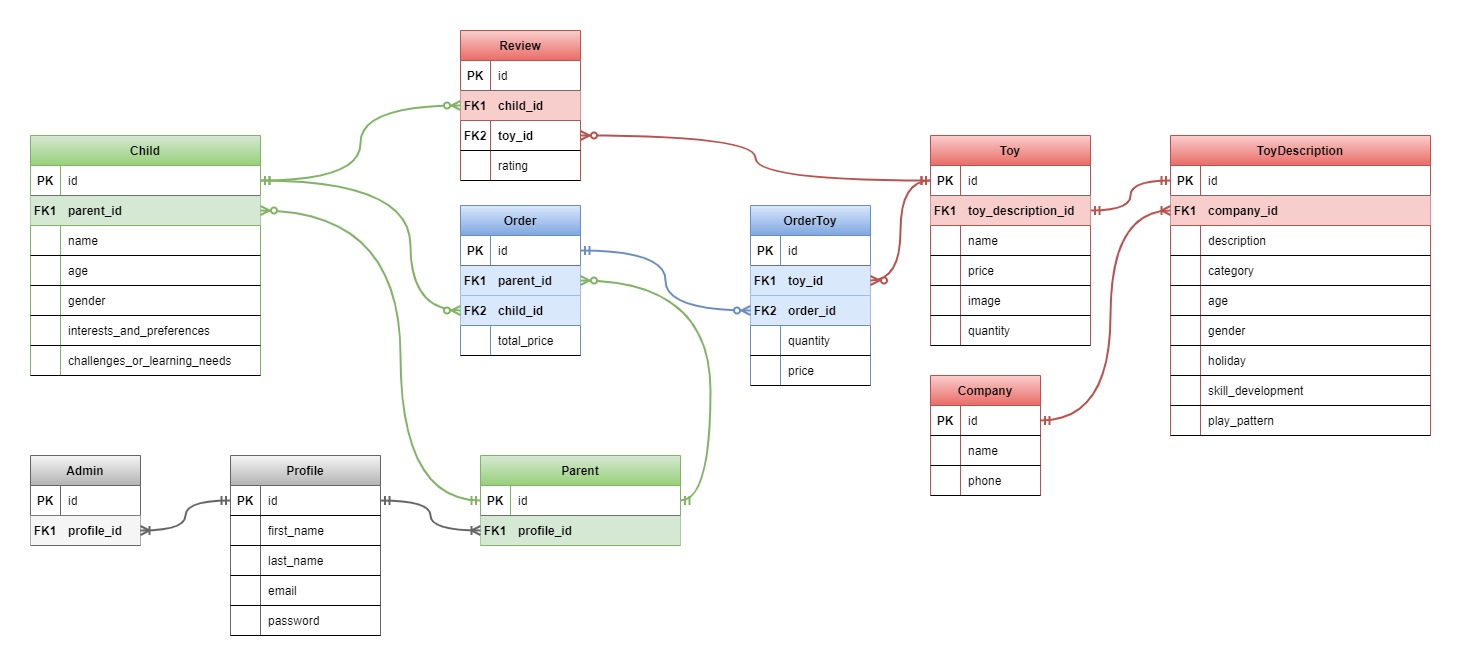 Review
PK id
FK1 child_id
FK2 toy_id
rating
Child
PK id
FK1 parent_id
name
age
gender
interests_and_preferences
challenges_or_learning_needs
Order
PK id
FK1 parent_id
FK2 child_id
total_price
OrderToy
PK id
FK1 toy_id
FK2 order_id
quantity
price
Toy
PK id
FK1 toy_description_id
name
price
image
quantity
ToyDescription
PK id
FK1 company_id
description
category
age
gender
holiday
skill_development
play_pattern
Company
PK id
name
phone
Admin
PK id
FK1 profile_id
Profile
PK id
first_name
last_name
email
password
Parent
PK id
FK1 profile_id